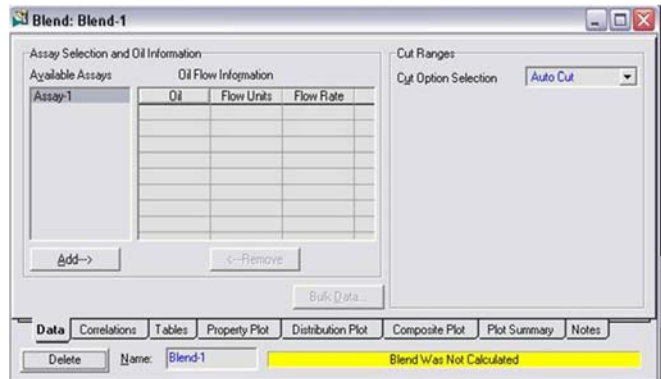 Blend: Blend-1
Assay Selection and Oil Information
Available Assays
Oil Flow Information
Assay-1
Oil Flow Units Flow Rate
Add-->
<--Remove
Bulk Data...
Cut Ranges
Cut Option Selection Auto Cut
Data Correlations Tables Property Plot Distribution Plot Composite Plot Plot Summary Notes
Delete Name: Blend-1 Blend Was Not Calculated